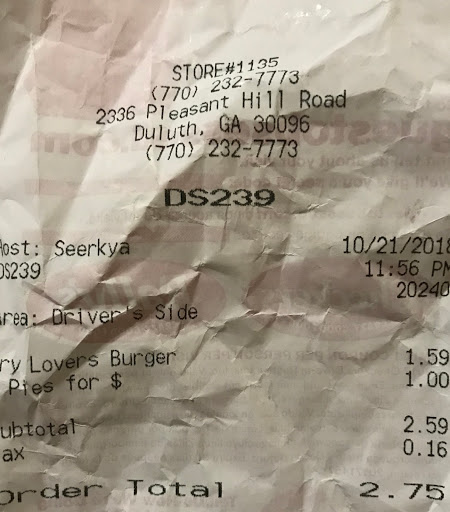 STORE#1135
(770) 232-7773
2336 Pleasant Hill Road
Duluth, GA 30096
(770) 232-7773
DS239
Host: Seerkya 10/21/2018
DS239 11:56 PM
20240
Area: Driver's Side
ry Lovers Burger 1.59
Pies for $ 1.00
ubtotal 2.59
ax 0.16
Order Total 2.75